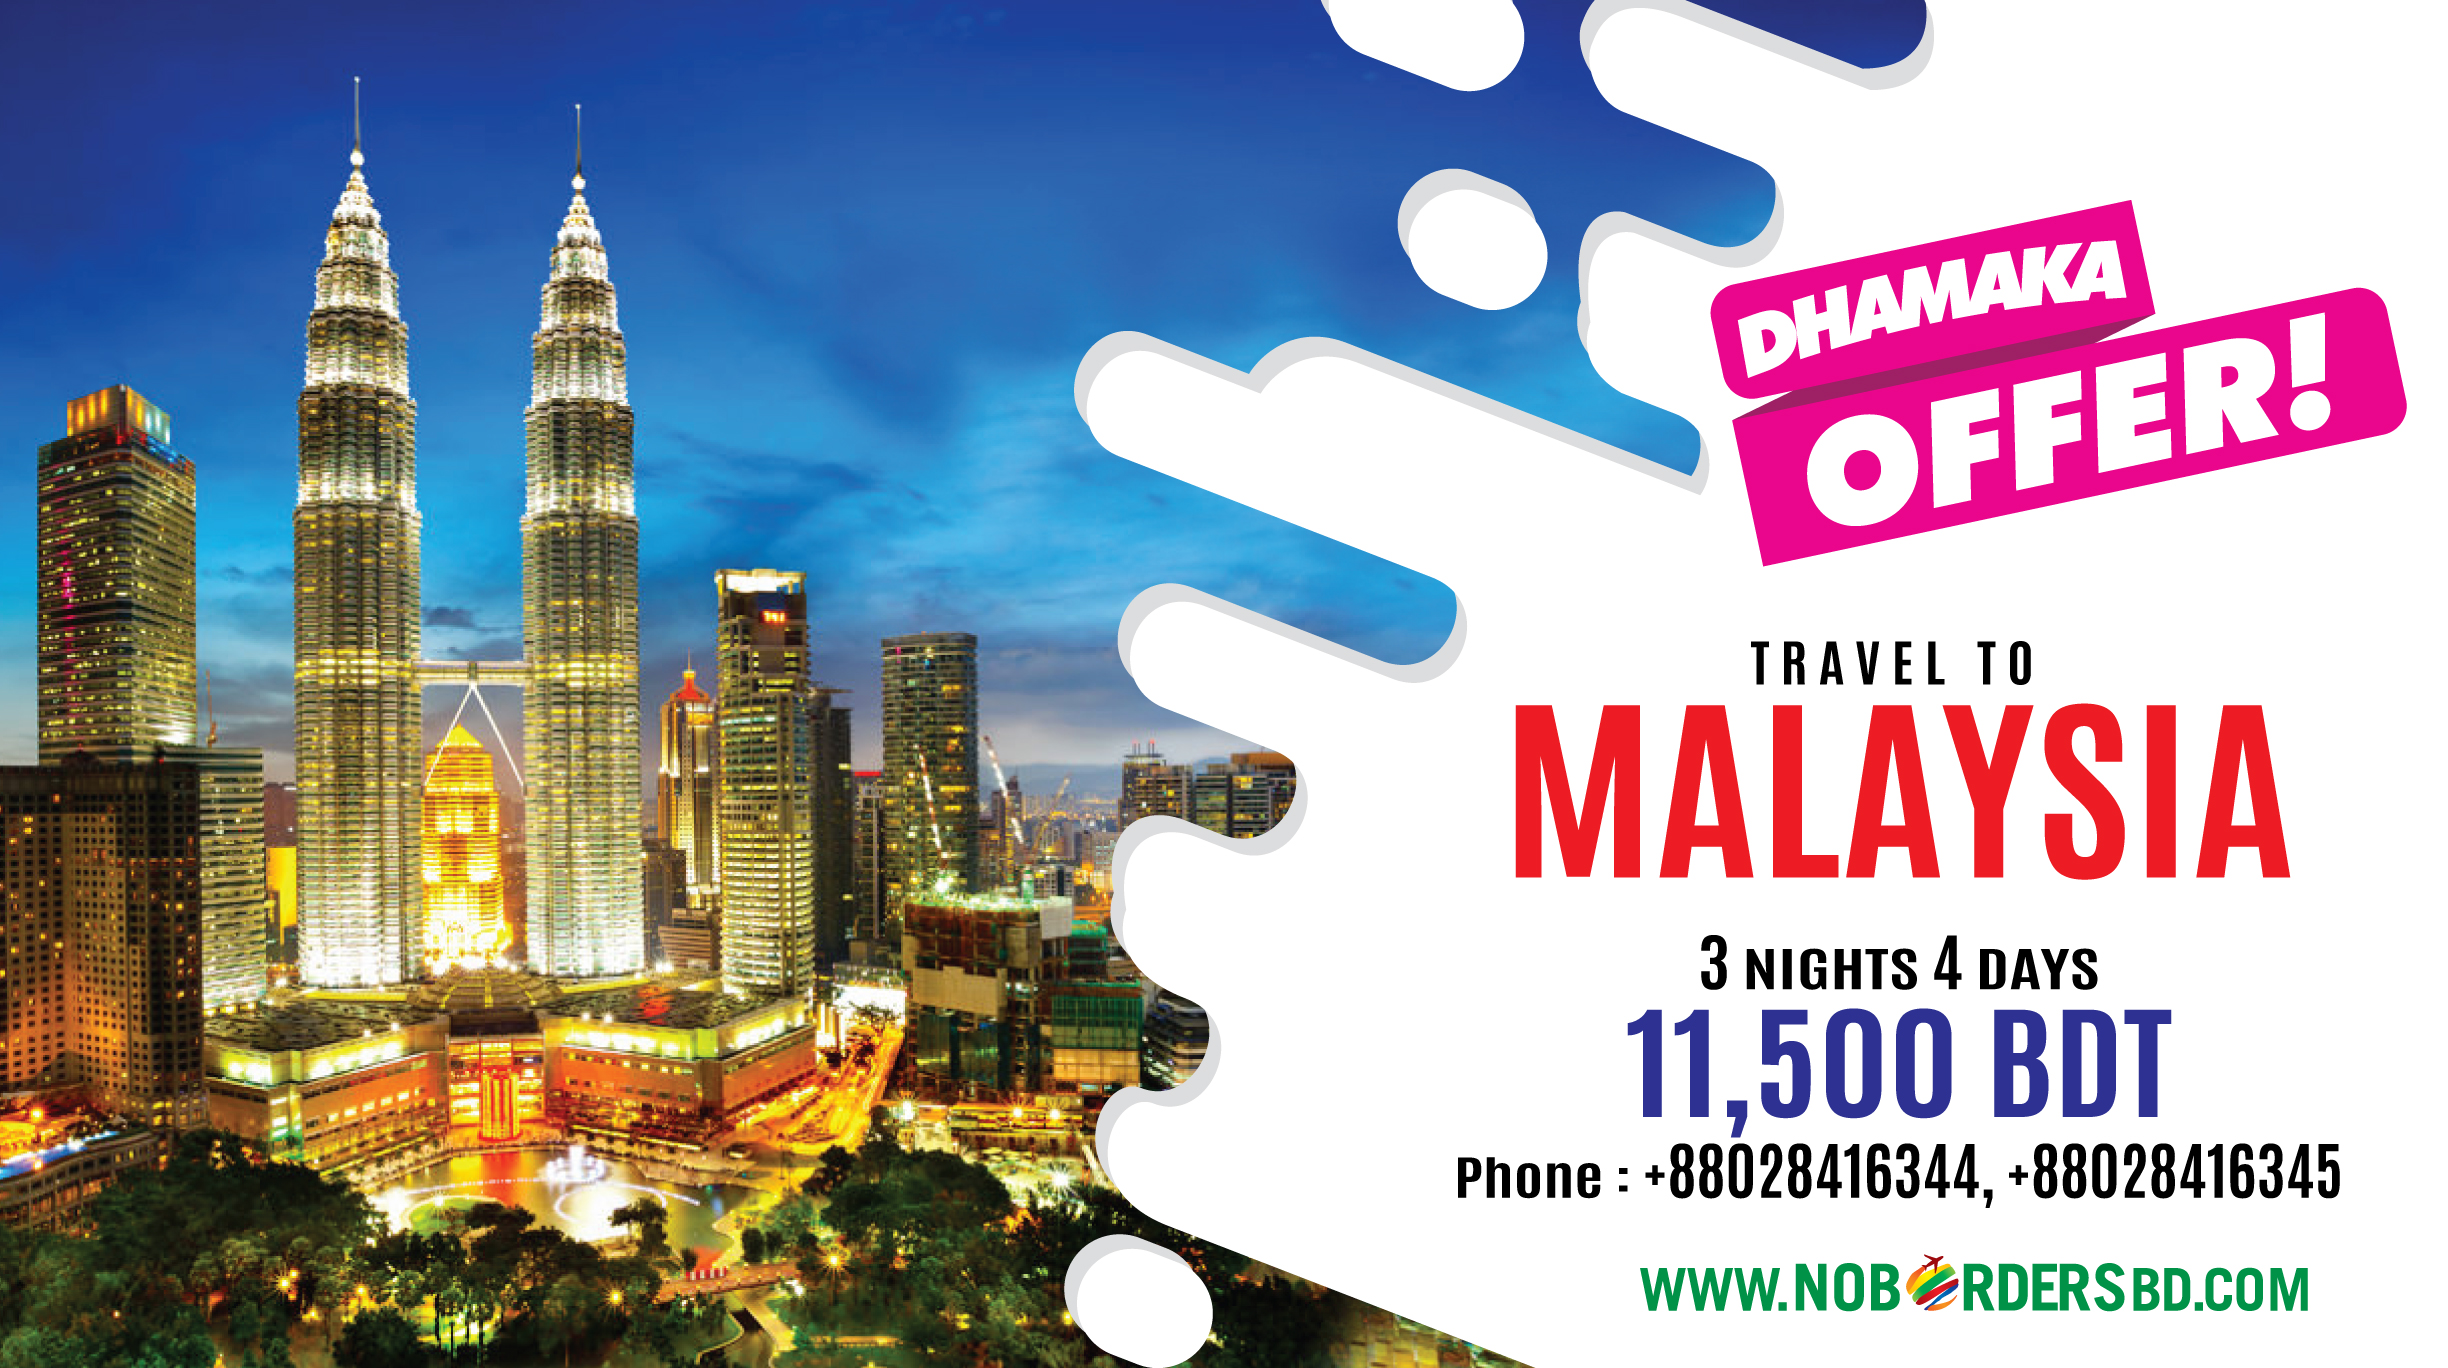 DHAMAKA
OFFER!
TRAVEL TO
MALAYSIA
3 NIGHTS 4 DAYS
11,500 BDT
Phone : +88028416344, +88028416345
WWW.NOBORDERSBD.COM